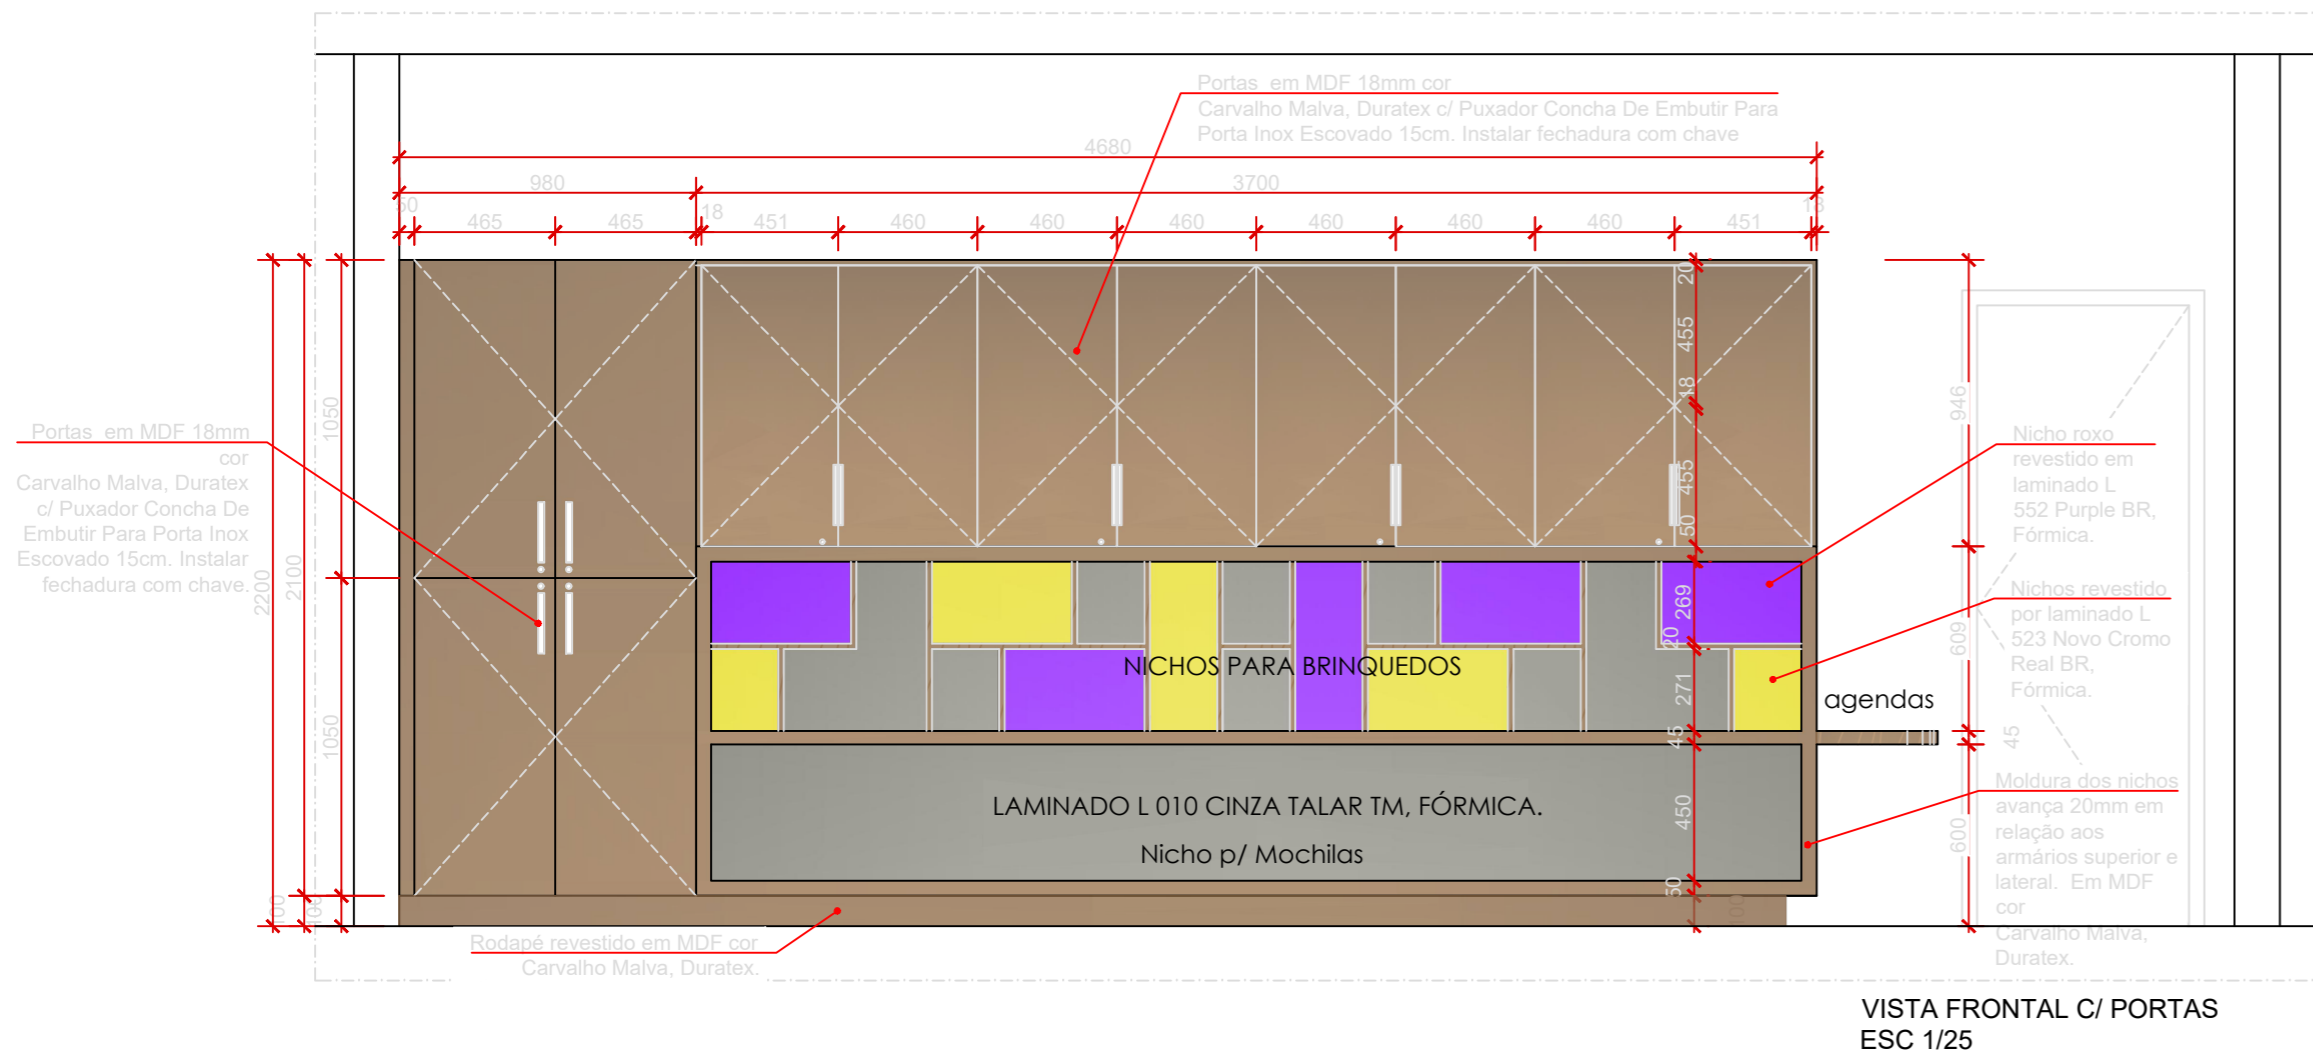 Portas em MDF 18mm cor
Carvalho Malva, Duratex c/ Puxador Concha De Embutir Para
Porta Inox Escovado 15cm. Instalar fechadura com chave
4680
980
3700
50
465
465
18
451
460
460
460
460
460
460
451
18
20
455
18
455
50
269
20
271
45
450
50
100
1050
1050
100
2100
2200
100
946
609
45
600
Portas em MDF 18mm
cor
Carvalho Malva, Duratex
c/ Puxador Concha De
Embutir Para Porta Inox
Escovado 15cm. Instalar
fechadura com chave.
Nicho roxo
revestido em
laminado L
552 Purple BR,
Fórmica.
Nichos revestido
por laminado L
523 Novo Cromo
Real BR,
Fórmica.
NICHOS PARA BRINQUEDOS
agendas
Moldura dos nichos
avança 20mm em
relação aos
armários superior e
lateral. Em MDF
cor
Carvalho Malva,
Duratex.
LAMINADO L 010 CINZA TALAR TM, FÓRMICA.
Nicho p/ Mochilas
Rodapé revestido em MDF cor
Carvalho Malva, Duratex.
VISTA FRONTAL C/ PORTAS
ESC 1/25